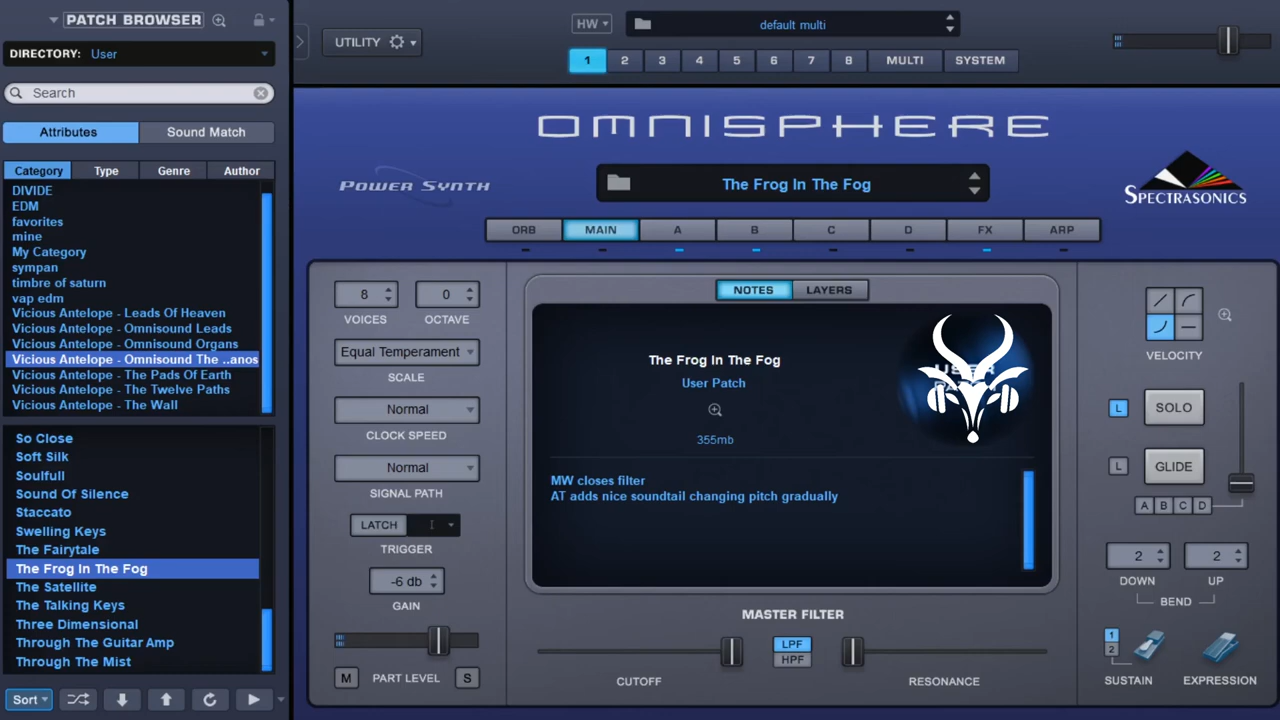 PATCH BROWSER
DIRECTORY: User
Search
Attributes
Sound Match
Category
Type
Genre
Author
DIVIDE
EDM
favorites
mine
My Category
sympan
timbre of saturn
vap edm
Vicious Antelope - Leads Of Heaven
Vicious Antelope - Omnisound Leads
Vicious Antelope - Omnisound Organs
Vicious Antelope - Omnisound The ..anos
Vicious Antelope - The Pads Of Earth
Vicious Antelope - The Twelve Paths
Vicious Antelope - The Wall
So Close
Soft Silk
Soulfull
Sound Of Silence
Staccato
Swelling Keys
The Fairytale
The Frog In The Fog
The Satellite
The Talking Keys
Three Dimensional
Through The Guitar Amp
Through The Mist
Sort
UTILITY
HW
default multi
1 2 3 4 5 6 7 8 MULTI SYSTEM
OMNISPHERE
POWER SYNTH
The Frog In The Fog
SPECTRASONICS
ORB MAIN A B C D FX ARP
8
VOICES
0
OCTAVE
Equal Temperament
SCALE
Normal
CLOCK SPEED
Normal
SIGNAL PATH
LATCH
TRIGGER
-6 db
GAIN
M PART LEVEL S
NOTES LAYERS
The Frog In The Fog
User Patch
355mb
MW closes filter
AT adds nice soundtail changing pitch gradually
MASTER FILTER
CUTOFF
LPF
HPF
RESONANCE
VELOCITY
L SOLO
L GLIDE
A B C D
2
DOWN
2
UP
BEND
1
2
SUSTAIN
EXPRESSION